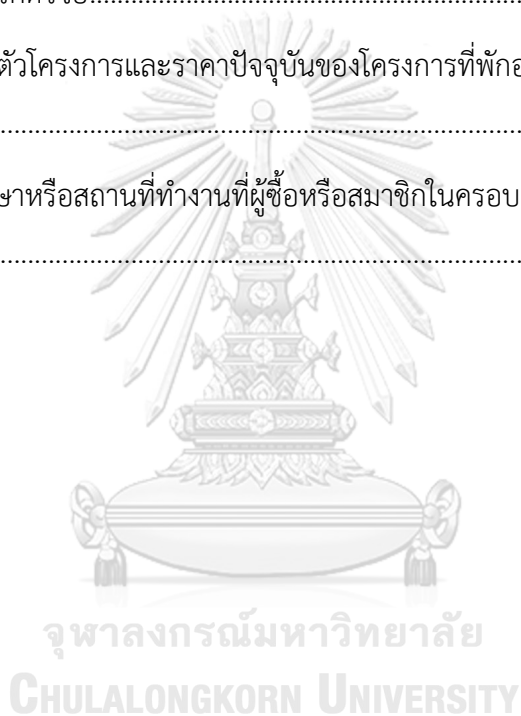 ตัวโครงการและราคาปัจจุบันของโครงการที่พัก
ษาหรือสถานที่ทำงานที่ผู้ซื้อหรือสมาชิกในครอบ
จุฬาลงกรณ์มหาวิทยาลัย
CHULALONGKORN UNIVERSITY